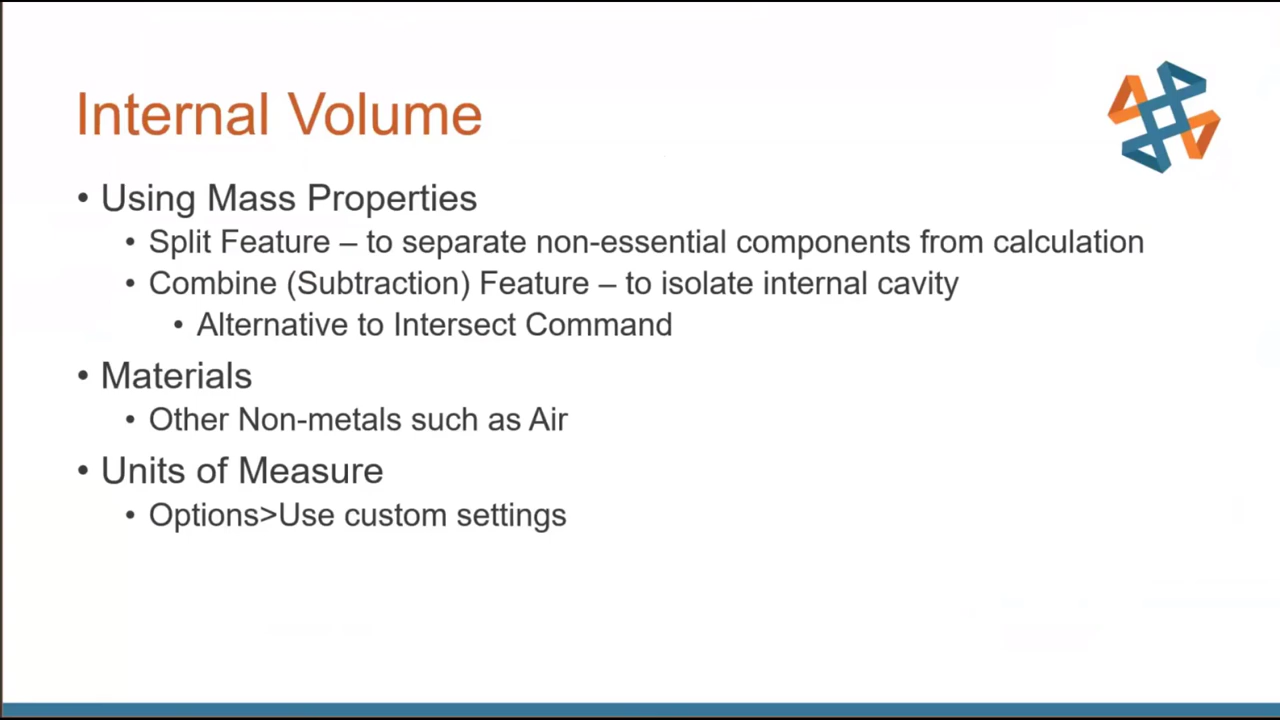 Internal Volume
• Using Mass Properties
• Split Feature – to separate non-essential components from calculation
• Combine (Subtraction) Feature – to isolate internal cavity
• Alternative to Intersect Command
• Materials
• Other Non-metals such as Air
• Units of Measure
• Options>Use custom settings